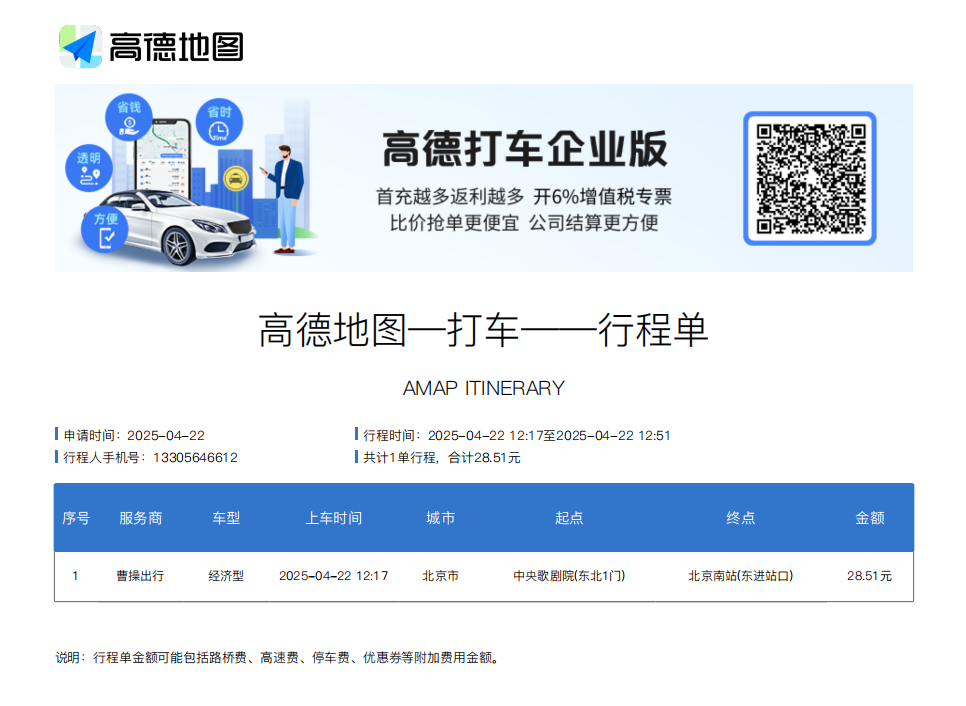 高德地图
省钱
省时
Time
透明
方便
高德打车企业版
首充越多返利越多 开6%增值税专票
比价抢单更便宜 公司结算更方便
高德地图—打车——行程单
AMAP ITINERARY
申请时间：2025-04-22 行程时间：2025-04-22 12:17至2025-04-22 12:51
行程人手机号：13305646612 共计1单行程，合计28.51元
序号 服务商 车型 上车时间 城市 起点 终点 金额
1 曹操出行 经济型 2025-04-22 12:17 北京市 中央歌剧院(东北1门) 北京南站(东进站口) 28.51元
说明：行程单金额可能包括路桥费、高速费、停车费、优惠券等附加费用金额。